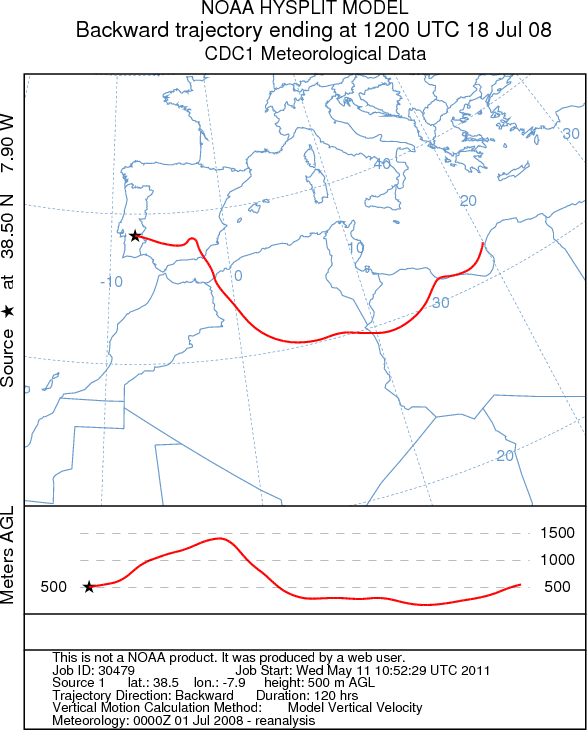 NOAA HYSPLIT MODEL
Backward trajectory ending at 1200 UTC 18 Jul 08
CDC1 Meteorological Data
Source ★ at 38.50 N 7.90 W
30
40
20
10
-10
0
30
20
Meters AGL
1500
1000
500
500
This is not a NOAA product. It was produced by a web user.
Job ID: 30479 Job Start: Wed May 11 10:52:29 UTC 2011
Source 1 lat.: 38.5 lon.: -7.9 height: 500 m AGL
Trajectory Direction: Backward Duration: 120 hrs
Vertical Motion Calculation Method: Model Vertical Velocity
Meteorology: 0000Z 01 Jul 2008 - reanalysis